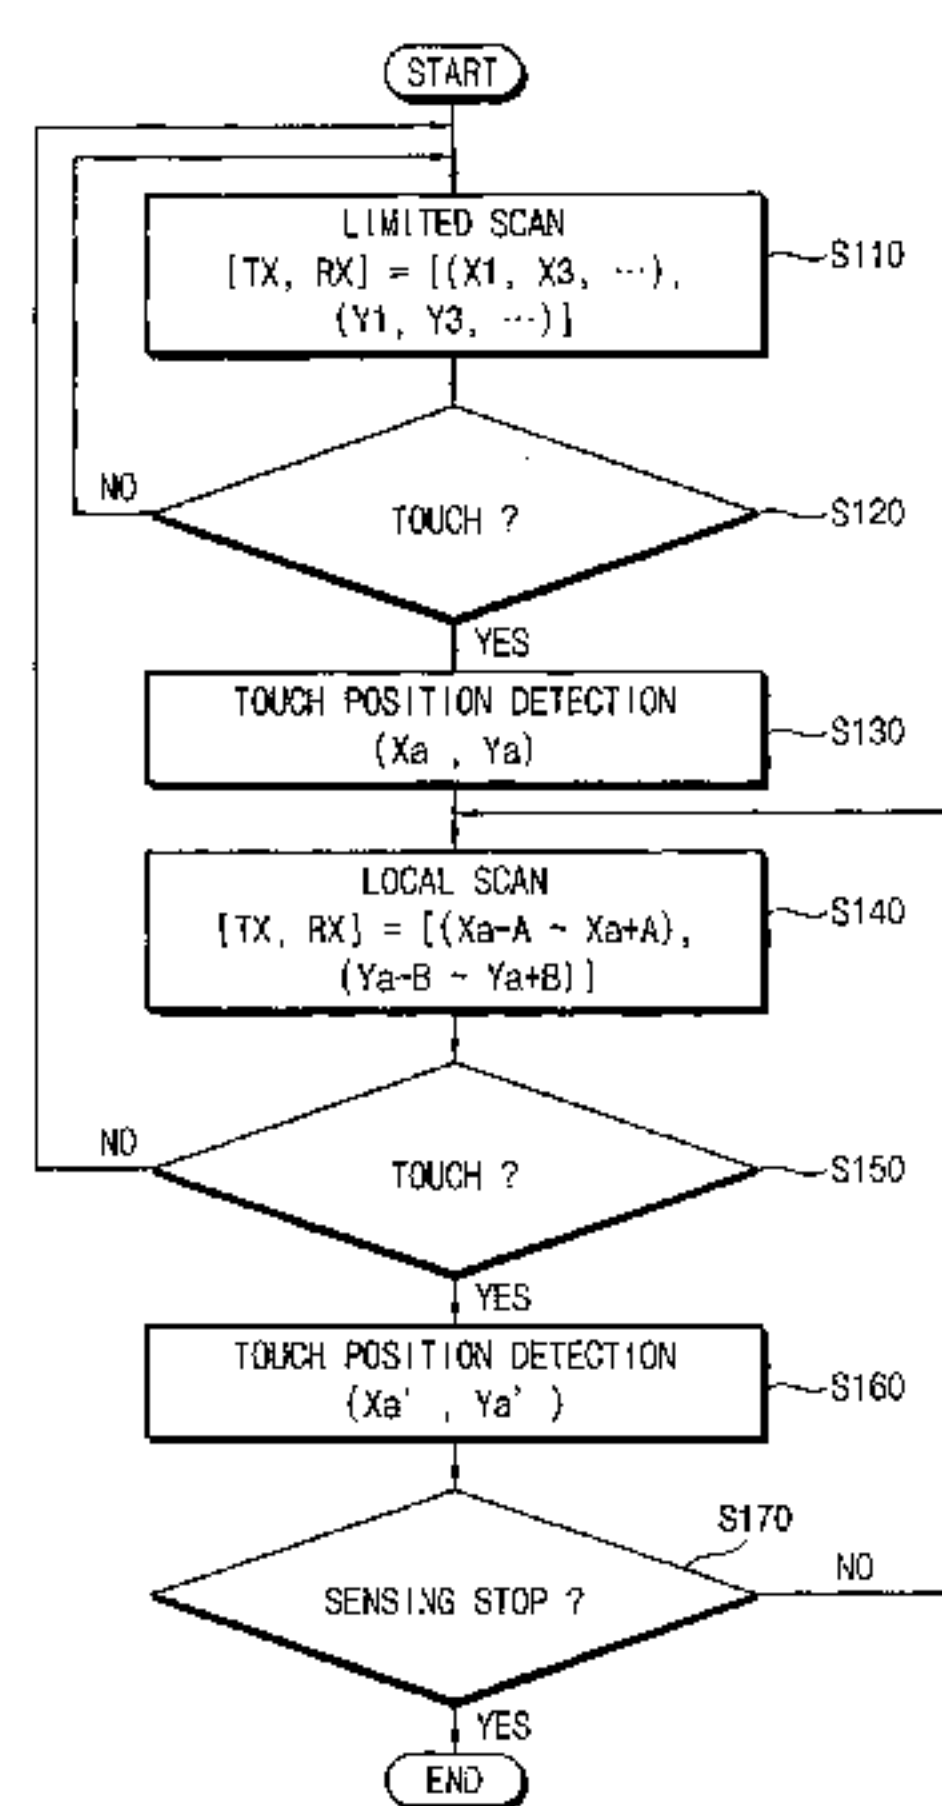 START
LIMITED SCAN
[TX, RX] = [(X1, X3, ···),
(Y1, Y3, ···)]
S110
TOUCH ?
S120
NO
YES
TOUCH POSITION DETECTION
(Xa , Ya)
S130
LOCAL SCAN
[TX, RX] = [(Xa-A ~ Xa+A),
(Ya-B ~ Ya+B)]
S140
TOUCH ?
S150
NO
YES
TOUCH POSITION DETECTION
(Xa' , Ya' )
S160
S170
SENSING STOP ?
NO
YES
END